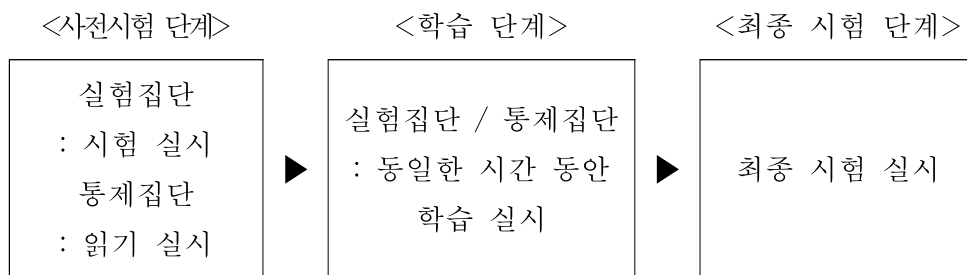 <사전시험 단계>
<학습 단계>
<최종 시험 단계>
실험집단
: 시험 실시
통제집단
: 읽기 실시
▶
실험집단 / 통제집단
: 동일한 시간 동안
학습 실시
▶
최종 시험 실시